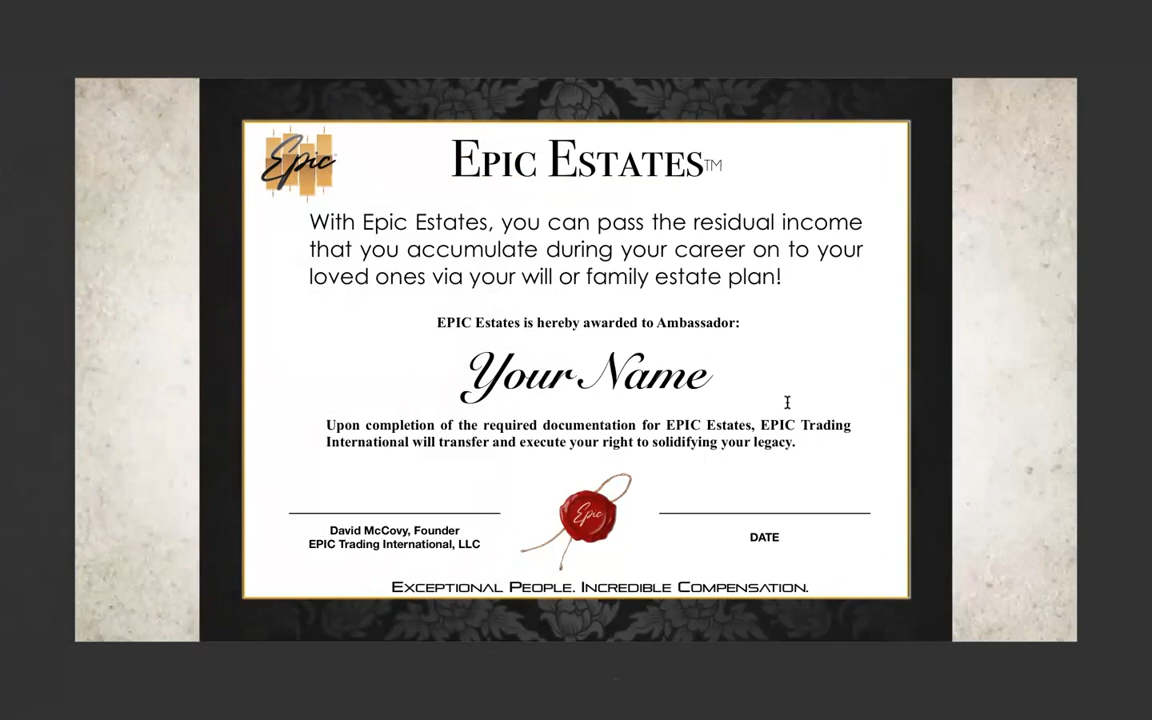 Epic
EPIC ESTATES™
With Epic Estates, you can pass the residual income
that you accumulate during your career on to your
loved ones via your will or family estate plan!
EPIC Estates is hereby awarded to Ambassador:
Your Name
Upon completion of the required documentation for EPIC Estates, EPIC Trading
International will transfer and execute your right to solidifying your legacy.
Epic
David McCovy, Founder
EPIC Trading International, LLC
DATE
EXCEPTIONAL PEOPLE. INCREDIBLE COMPENSATION.